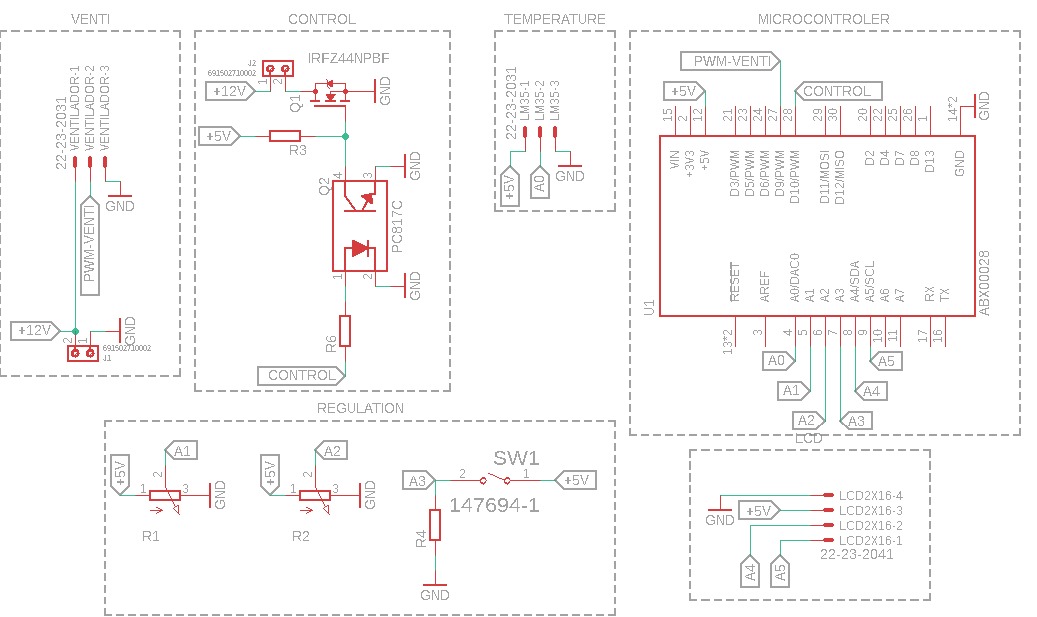 VENTI
22-23-2031
VENTILADOR-1
VENTILADOR-2
VENTILADOR-3
GND
PWM-VENTI
+12V
GND
2
1
691502710002
J1
CONTROL
J2
691502710002
IRFZ44NPBF
+12V
1
2
Q1
GND
+5V
R3
Q2
4
3
GND
PC817C
1
2
GND
R6
CONTROL
TEMPERATURE
22-23-2031
LM35-1
LM35-2
LM35-3
+5V
A0
GND
MICROCONTROLER
PWM-VENTI
+5V
CONTROL
GND
15
2
12
21
23
24
27
28
29
30
20
22
25
26
1
14*2
VIN
+3V3
+5V
D3/PWM
D5/PWM
D6/PWM
D9/PWM
D10/PWM
D11/MOSI
D12/MISO
D2
D4
D7
D8
D13
GND
U1
ABX00028
RESET
AREF
A0/DAC0
A1
A2
A3
A4/SDA
A5/SCL
A6
A7
RX
TX
13*2
3
4
5
6
7
8
9
10
11
17
16
A0
A5
A1
A4
A2
A3
REGULATION
+5V
1
2
3
A1
GND
R1
+5V
1
2
3
A2
GND
R2
SW1
A3
2
1
+5V
147694-1
R4
GND
LCD
LCD2X16-4
GND
+5V
LCD2X16-3
LCD2X16-2
LCD2X16-1
22-23-2041
A4
A5